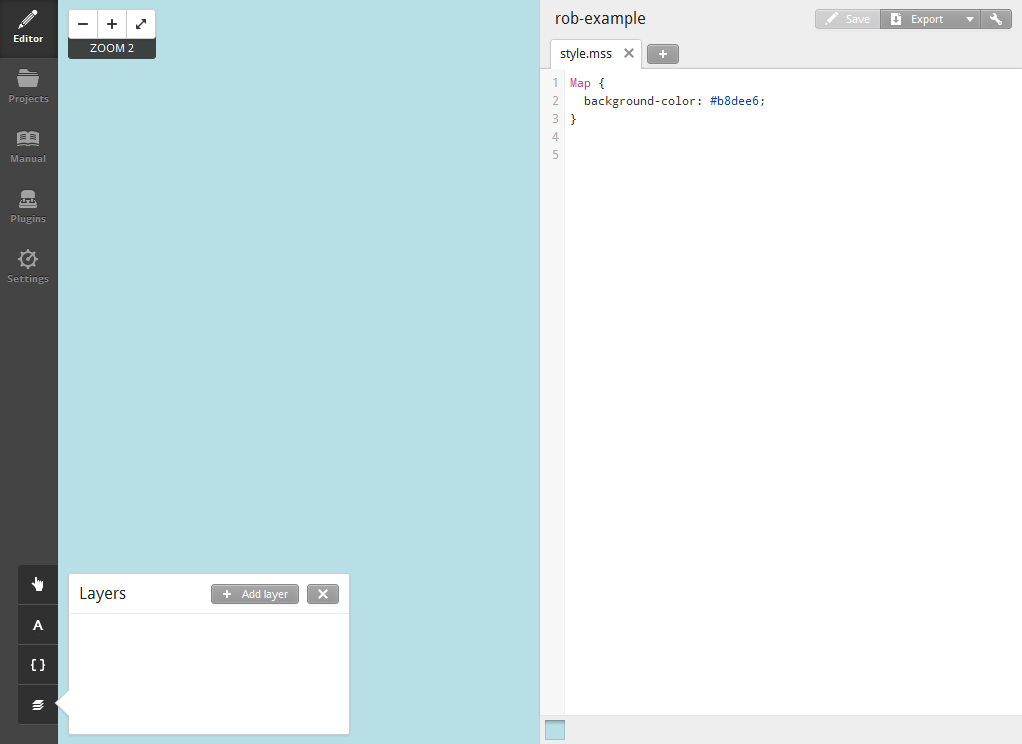 Editor
Projects
Manual
Plugins
Settings
A
{}
ZOOM 2
Layers
+ Add layer
rob-example
Save
Export
style.mss
+
1 Map {
2 background-color: #b8dee6;
3 }
4
5